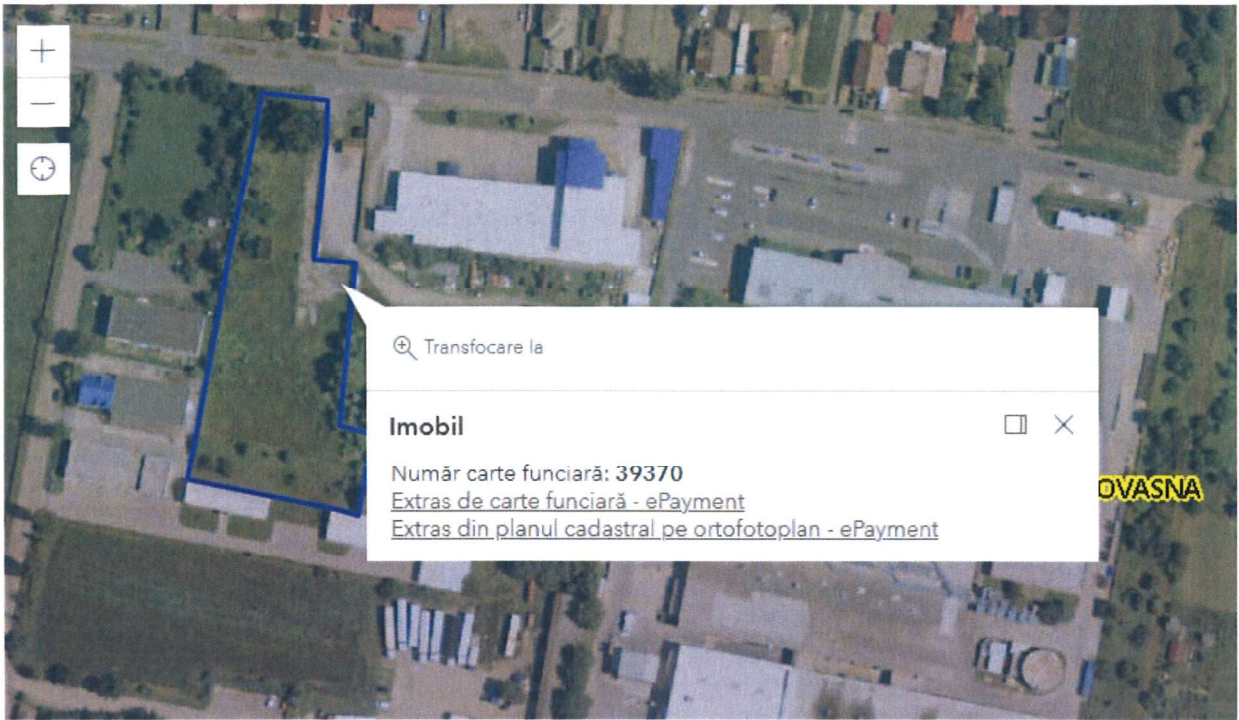 Transfocare la
Imobil
Număr carte funciară: 39370
Extras de carte funciară - ePayment
Extras din planul cadastral pe ortofotoplan - ePayment
OVASNA